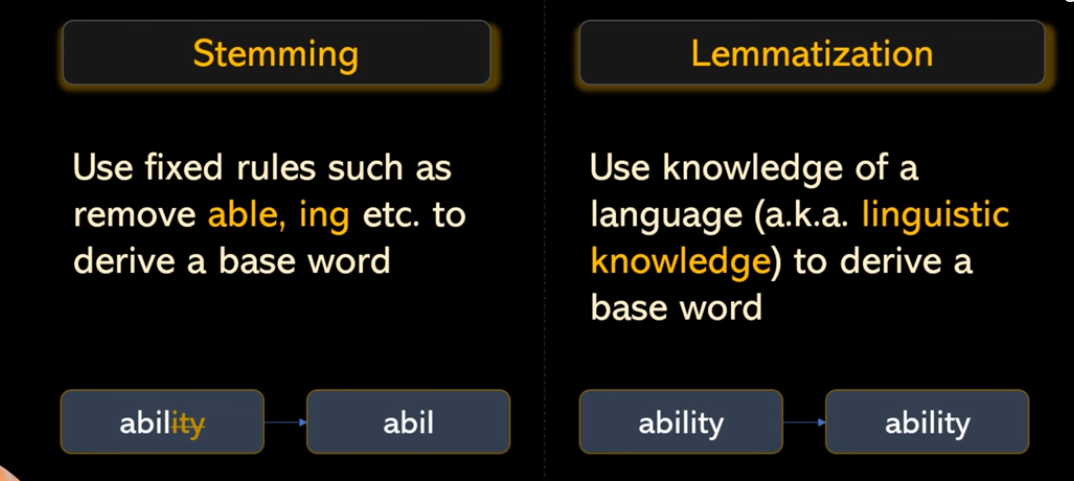 Stemming
Use fixed rules such as
remove able, ing etc. to
derive a base word
ability
abil
Lemmatization
Use knowledge of a
language (a.k.a. linguistic
knowledge) to derive a
base word
ability
ability